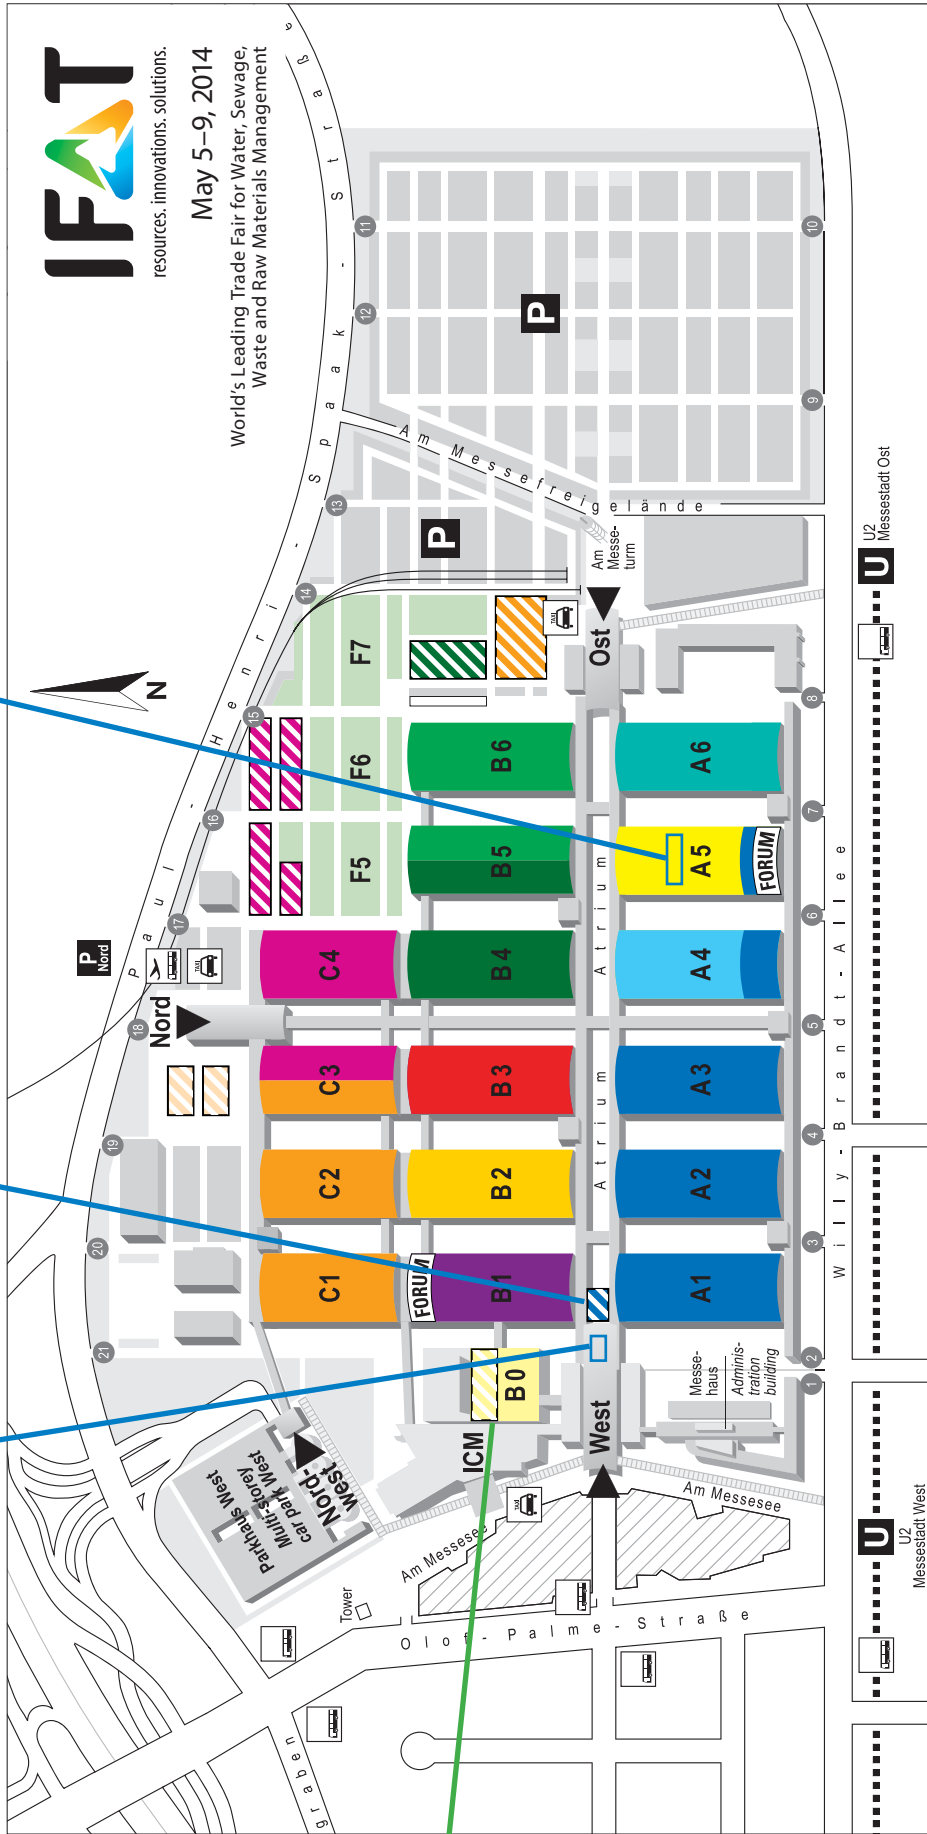 IFAT
resources. innovations. solutions.
May 5–9, 2014
World's Leading Trade Fair for Water, Sewage,
Waste and Raw Materials Management
Paul-Henri-Spaak-Straße
P
Nord
N
Nord
TAXI
21
20
19
18
17
16
15
14
13
12
11
10
9
8
7
6
5
4
3
2
1
Parkhaus West
Multi-storey
car park West
Nord-
west
Tower
graben
C1
C2
C3
C4
F5
F6
F7
P
P
Am Messefreigelände
FORUM
B0
B1
B2
B3
B4
B5
B6
ICM
TAXI
TAXI
Am Messesee
West
Atrium
Atrium
Ost
Am
Messe-
turm
A1
A2
A3
A4
A5
A6
FORUM
Messe-
haus
Adminis-
tration
building
Am Messesee
Olof-Palme-Straße
Willy-Brandt-Allee
U
U2
Messestadt West
U
U2
Messestadt Ost